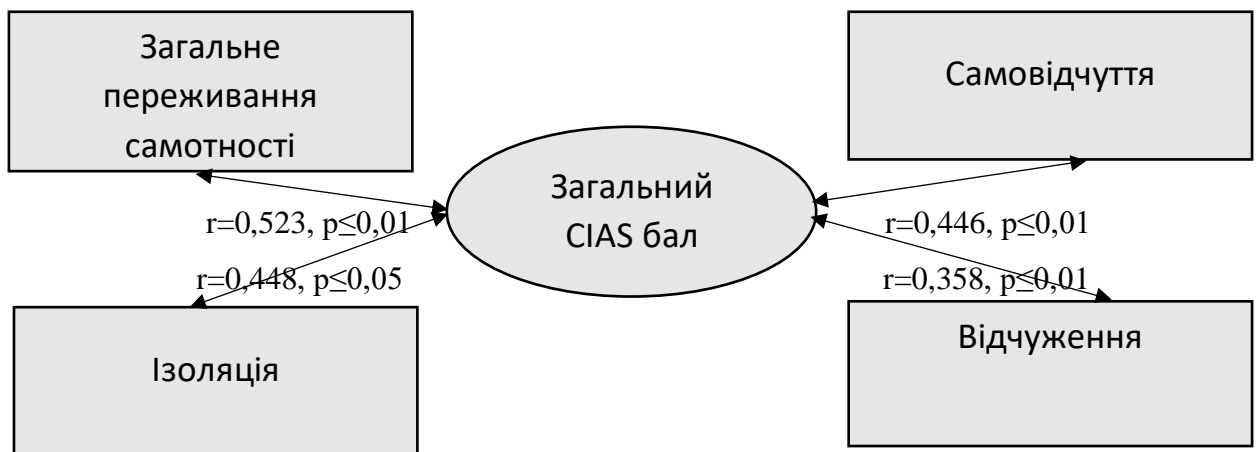 Загальне
переживання
самотності
Самовідчуття
Загальний
CIAS бал
r=0,523, p≤0,01
r=0,446, p≤0,01
r=0,448, p≤0,05
r=0,358, p≤0,01
Ізоляція
Відчуження